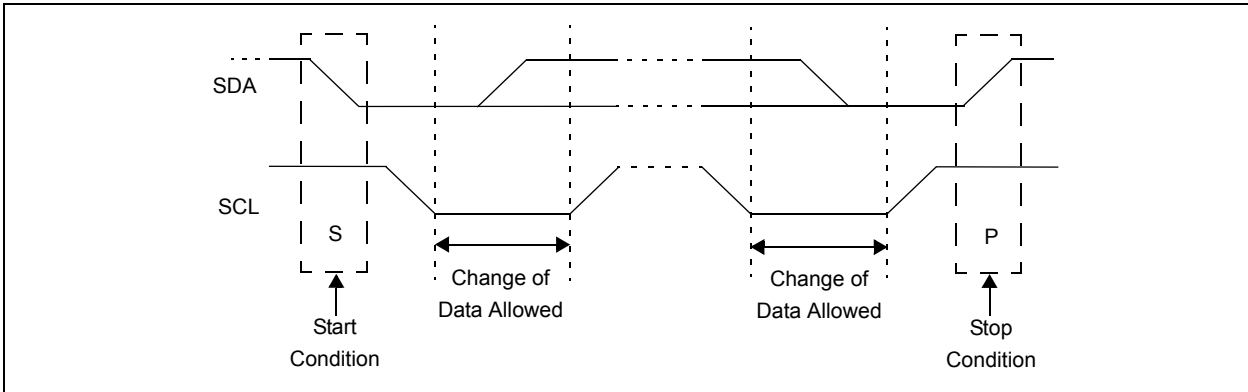 SDA
SCL
S
P
Change of
Data Allowed
Change of
Data Allowed
Start
Condition
Stop
Condition